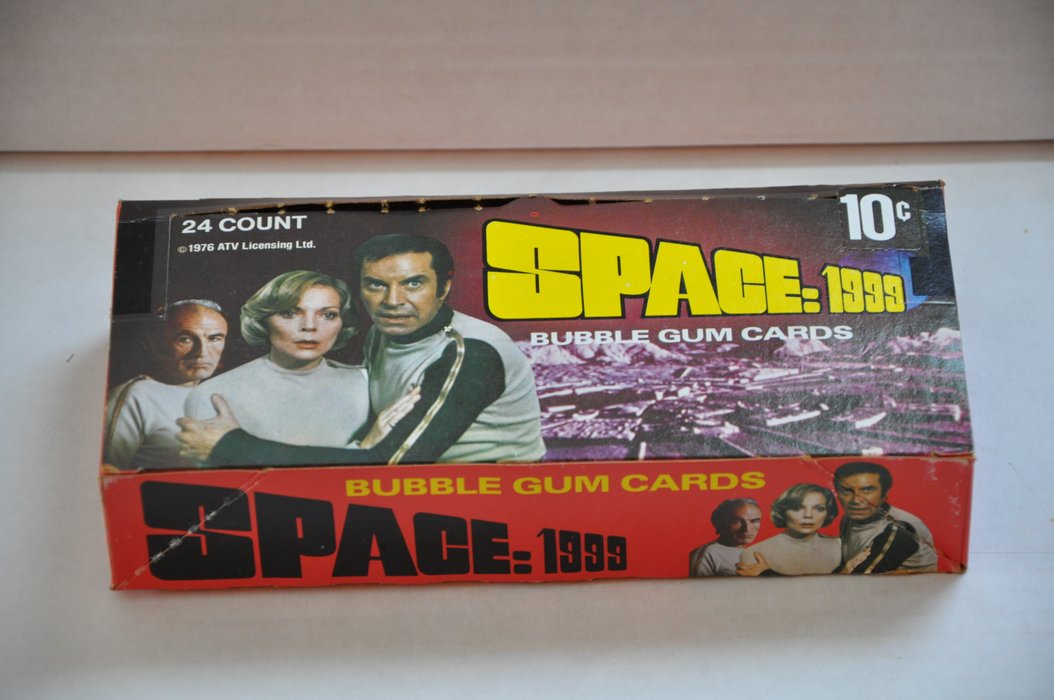 24 COUNT
10¢
©1976 ATV Licensing Ltd.
SPACE: 1999
BUBBLE GUM CARDS
BUBBLE GUM CARDS
SPACE: 1999